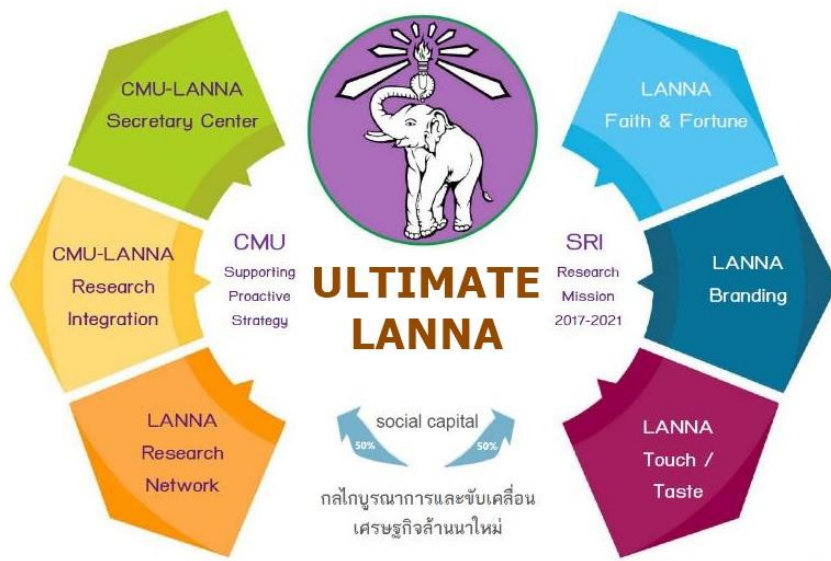 CMU-LANNA
Secretary Center
CMU-LANNA
Research
Integration
LANNA
Research
Network
CMU
Supporting
Proactive
Strategy
ULTIMATE
LANNA
SRI
Research
Mission
2017-2021
LANNA
Faith & Fortune
LANNA
Branding
LANNA
Touch /
Taste
social capital
50%
50%
กลไกบูรณาการและขับเคลื่อน
เศรษฐกิจล้านนาใหม่